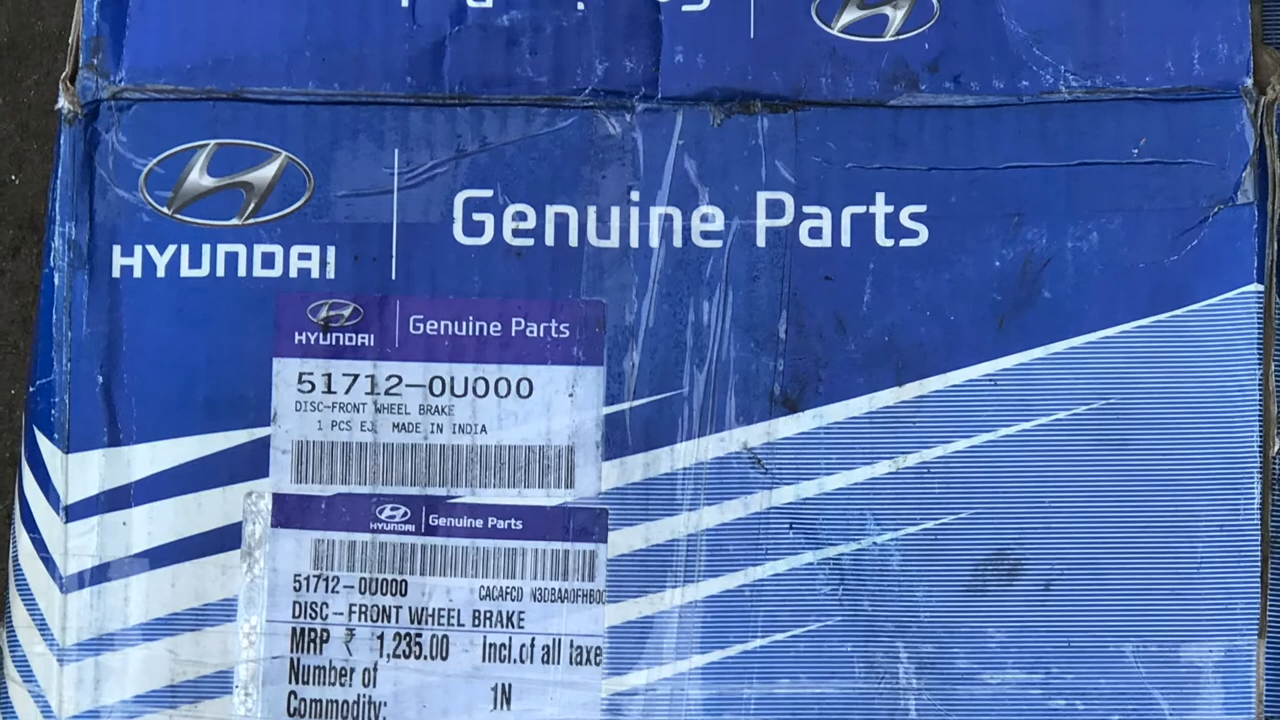 Genuine Parts
HYUNDAI
HYUNDAI
Genuine Parts
51712-0U000
DISC-FRONT WHEEL BRAKE
1 PCS EJ. MADE IN INDIA
HYUNDAI
Genuine Parts
51712-0U000
DISC-FRONT WHEEL BRAKE
MRP ₹ 1,235.00 Incl.of all taxe
Number of
Commodity: 1N